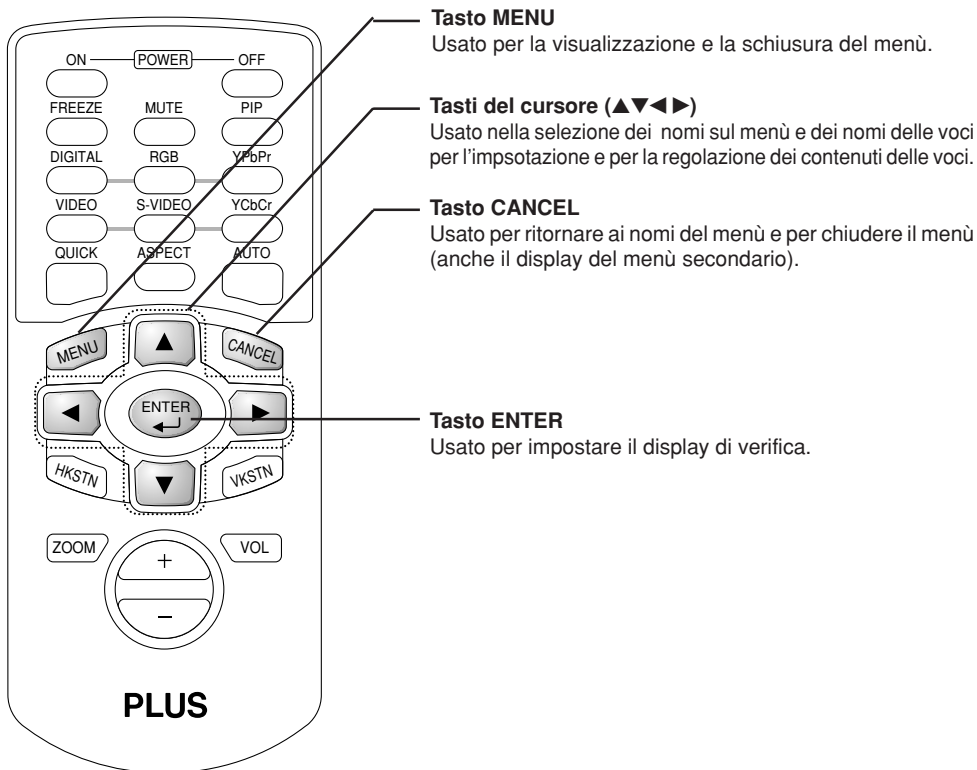 Tasto MENU
Usato per la visualizzazione e la schiusura del menù.
Tasti del cursore (▲▼◀ ▶)
Usato nella selezione dei nomi sul menù e dei nomi delle voci
per l'impsotazione e per la regolazione dei contenuti delle voci.
Tasto CANCEL
Usato per ritornare ai nomi del menù e per chiudere il menù
(anche il display del menù secondario).
Tasto ENTER
Usato per impostare il display di verifica.
ON POWER OFF
FREEZE MUTE PIP
DIGITAL RGB YPbPr
VIDEO S-VIDEO YCbCr
QUICK ASPECT AUTO
MENU ▲ CANCEL
◀ ENTER ▶
HKSTN ▼ VKSTN
ZOOM + VOL
−
PLUS